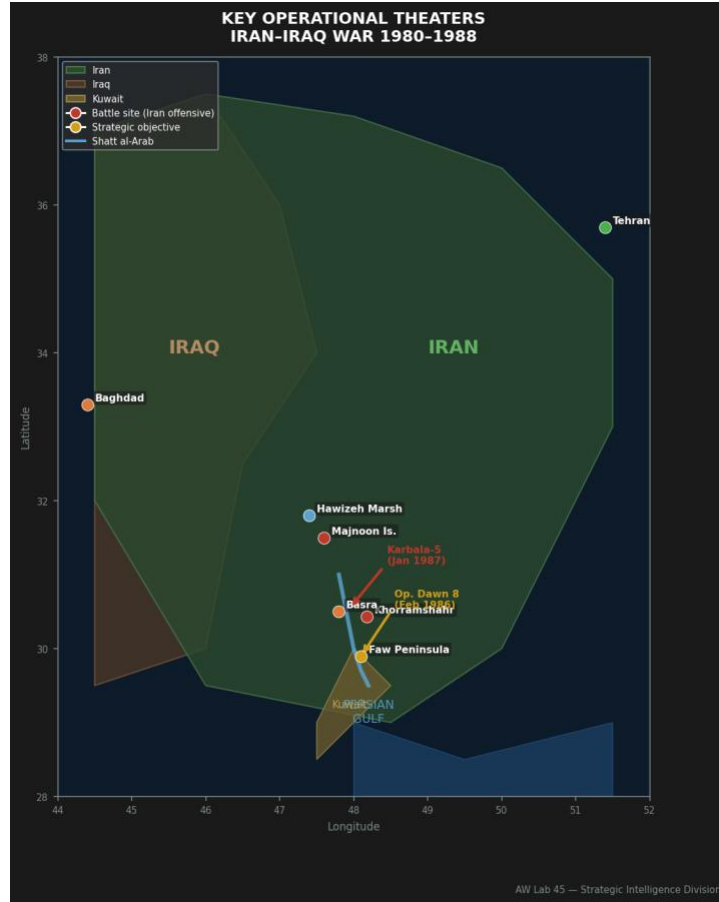 KEY OPERATIONAL THEATERS
IRAN–IRAQ WAR 1980–1988
38
36
34
32
30
28
Latitude
Iran
Iraq
Kuwait
Battle site (Iran offensive)
Strategic objective
Shatt al-Arab
Tehran
IRAQ
IRAN
Baghdad
Hawizeh Marsh
Majnoon Is.
Karbala-5
(Jan 1987)
Op. Dawn 8
(Feb 1986)
Basra
Khorramshahr
Faw Peninsula
Kuwait
PERSIAN
GULF
44 45 46 47 48 49 50 51 52
Longitude
AW Lab 45 — Strategic Intelligence Division